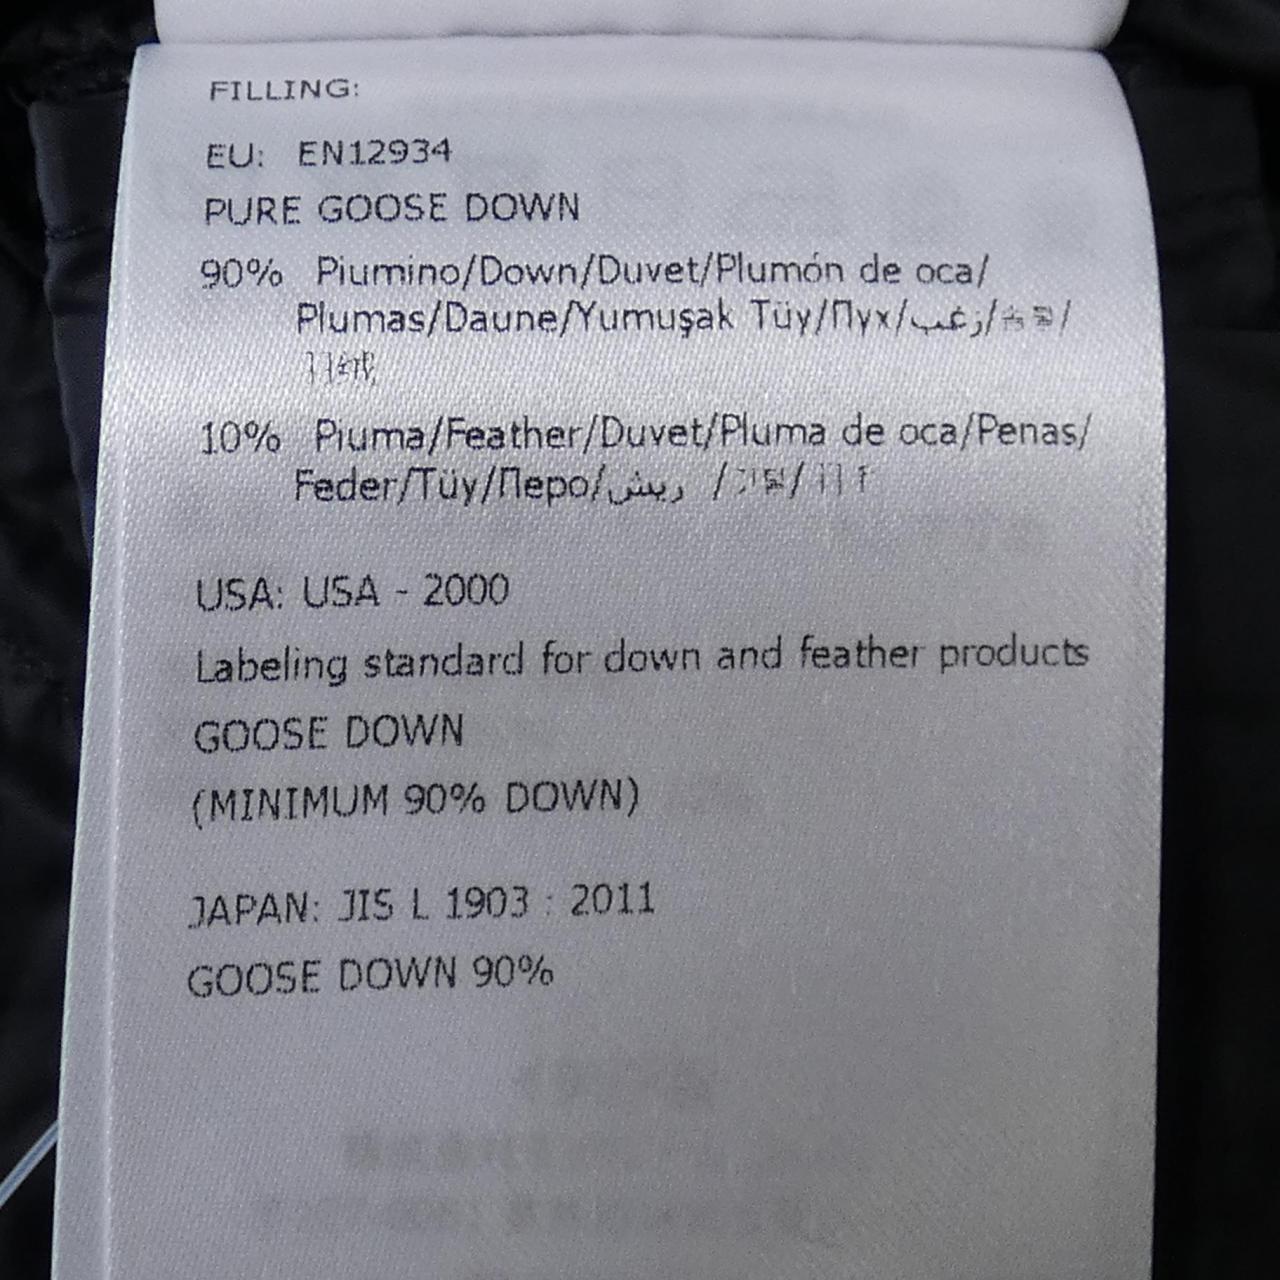 FILLING:
EU: EN12934
PURE GOOSE DOWN
90% Piumino/Down/Duvet/Plumón de oca/
Plumas/Daune/Yumuşak Tüy/Пух/زغب/
10% Piuma/Feather/Duvet/Pluma de oca/Penas/
Feder/Tüy/Перо/ريش /
USA: USA - 2000
Labeling standard for down and feather products
GOOSE DOWN
(MINIMUM 90% DOWN)
JAPAN: JIS L 1903 : 2011
GOOSE DOWN 90%